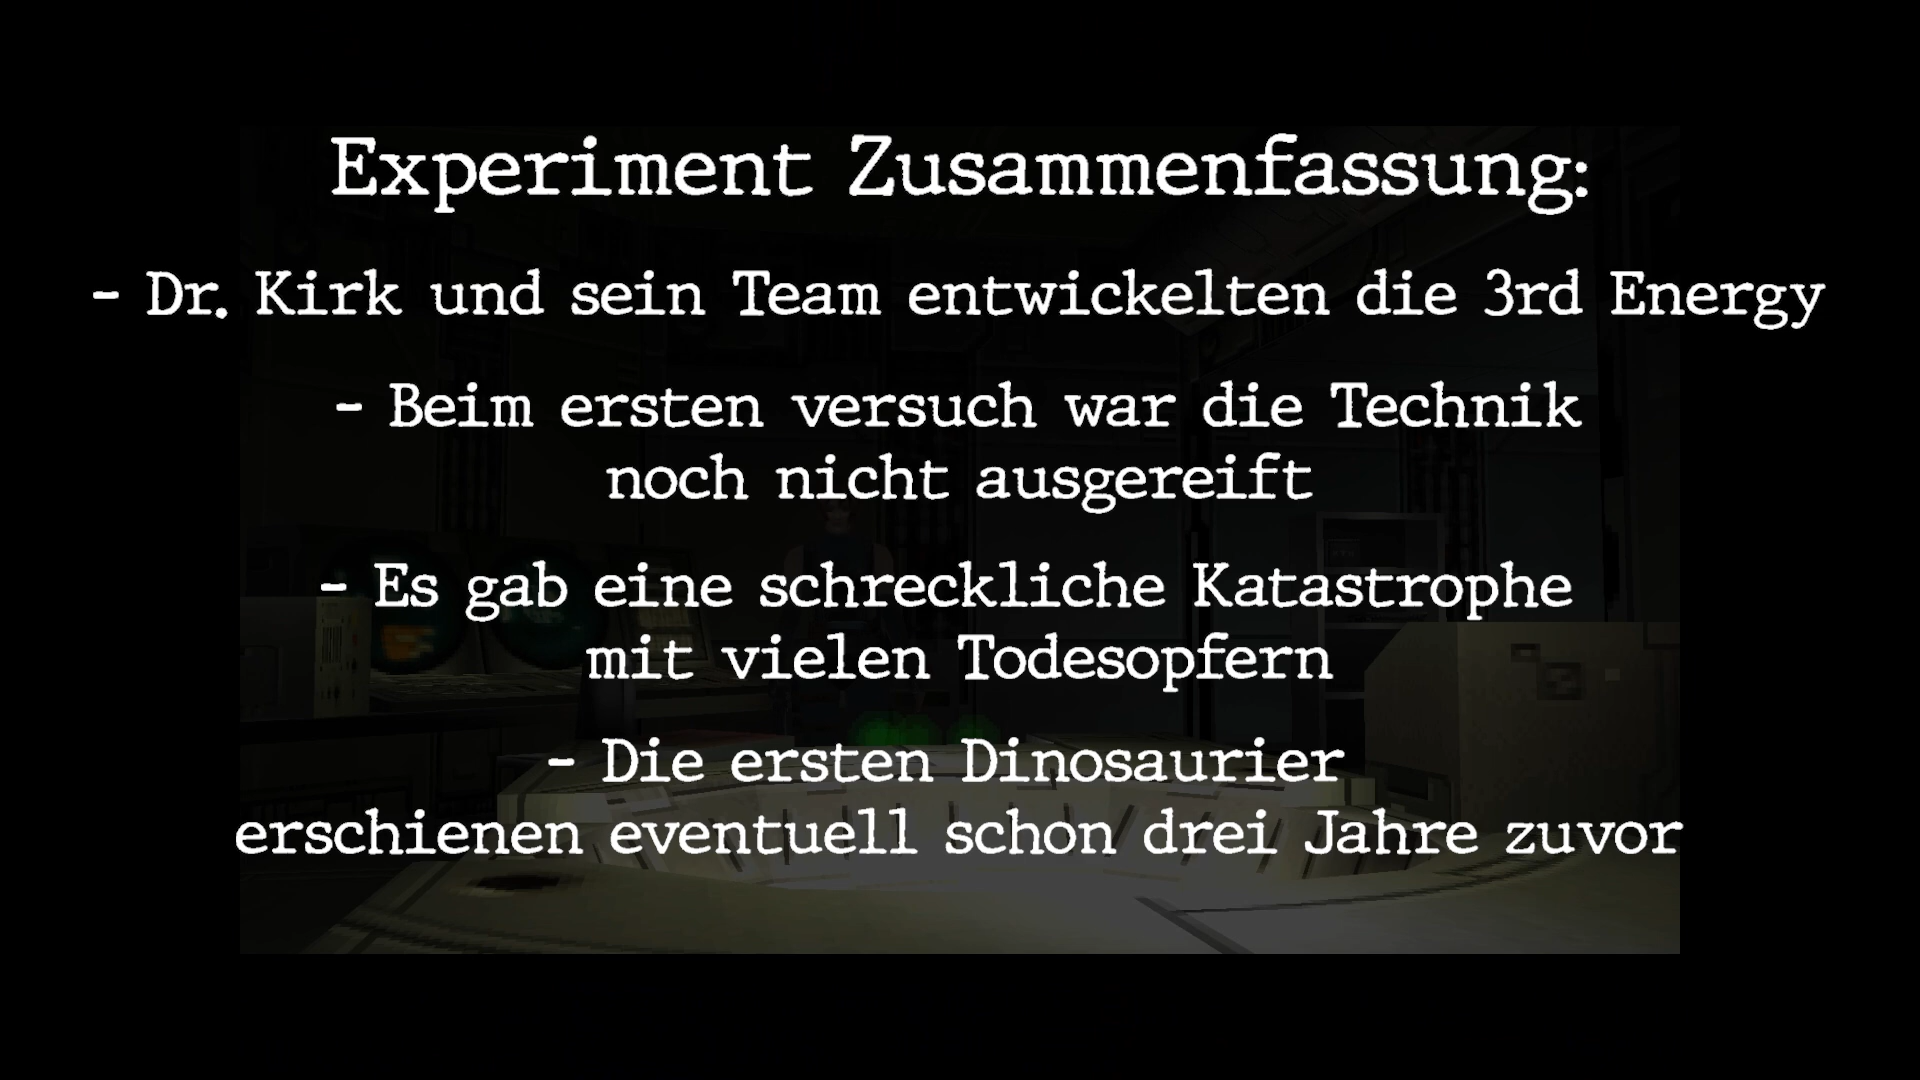 Experiment Zusammenfassung:
- Dr. Kirk und sein Team entwickelten die 3rd Energy
- Beim ersten versuch war die Technik
noch nicht ausgereift
- Es gab eine schreckliche Katastrophe
mit vielen Todesopfern
- Die ersten Dinosaurier
erschienen eventuell schon drei Jahre zuvor